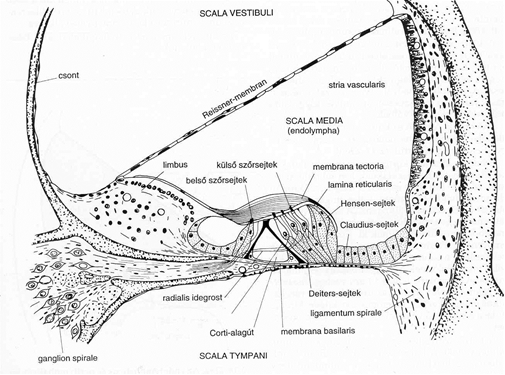 SCALA VESTIBULI
csont
Reissner-membran
stria vascularis
SCALA MEDIA
(endolympha)
limbus
külső szőrsejtek
membrana tectoria
belső szőrsejtek
lamina reticularis
Hensen-sejtek
Claudius-sejtek
radialis idegrost
Deiters-sejtek
ligamentum spirale
Corti-alagút
membrana basilaris
ganglion spirale
SCALA TYMPANI